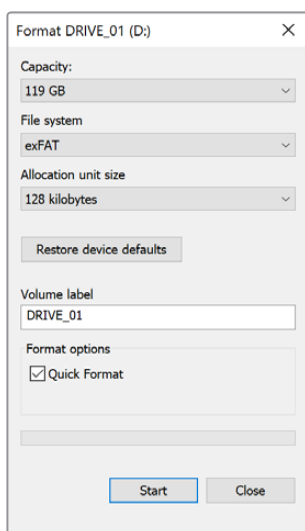 Format DRIVE_01 (D:)
Capacity:
119 GB
File system
exFAT
Allocation unit size
128 kilobytes
Restore device defaults
Volume label
DRIVE_01
Format options
Quick Format
Start Close